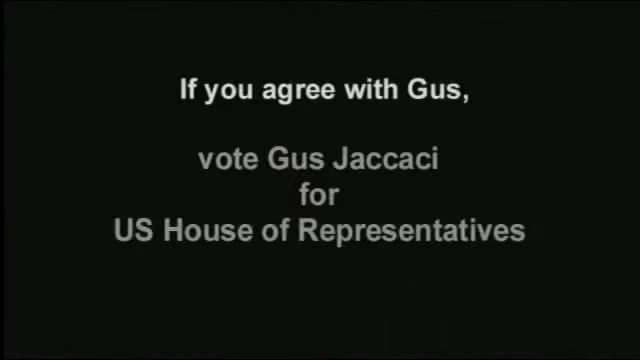 If you agree with Gus,
vote Gus Jaccaci
for
US House of Representatives